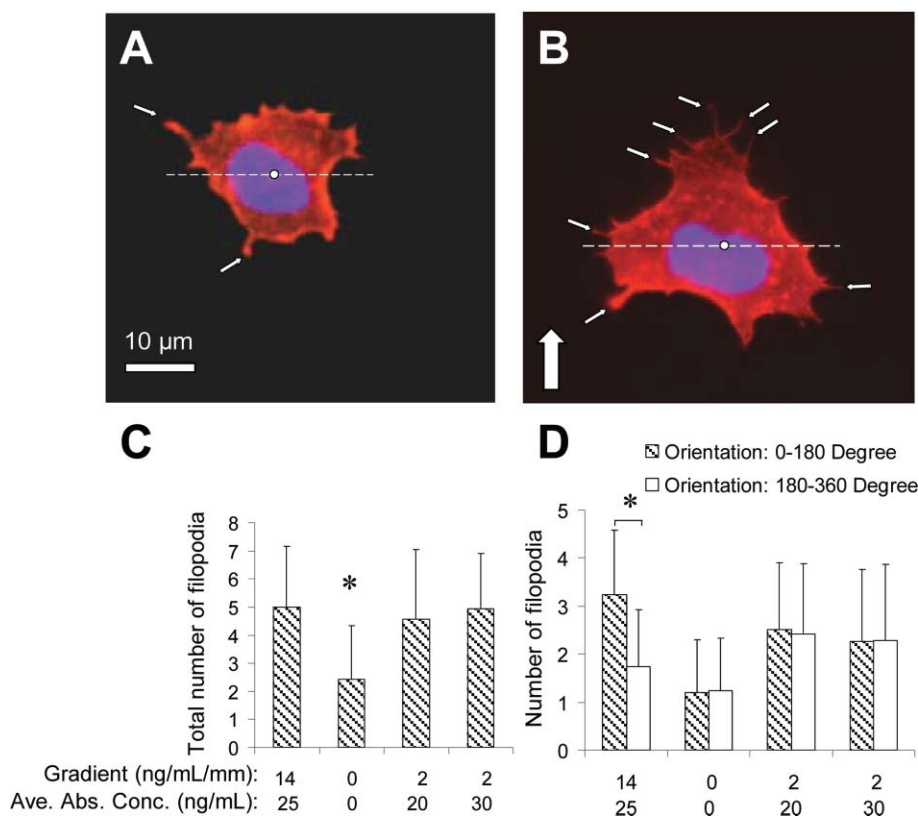 A
B
10 µm
C
D
Orientation: 0-180 Degree
Orientation: 180-360 Degree
*
*
Total number of filopodia
8
7
6
5
4
3
2
1
0
Number of filopodia
5
4
3
2
1
0
Gradient (ng/mL/mm): 14 0 2 2
14 0 2 2
Ave. Abs. Conc. (ng/mL): 25 0 20 30
25 0 20 30